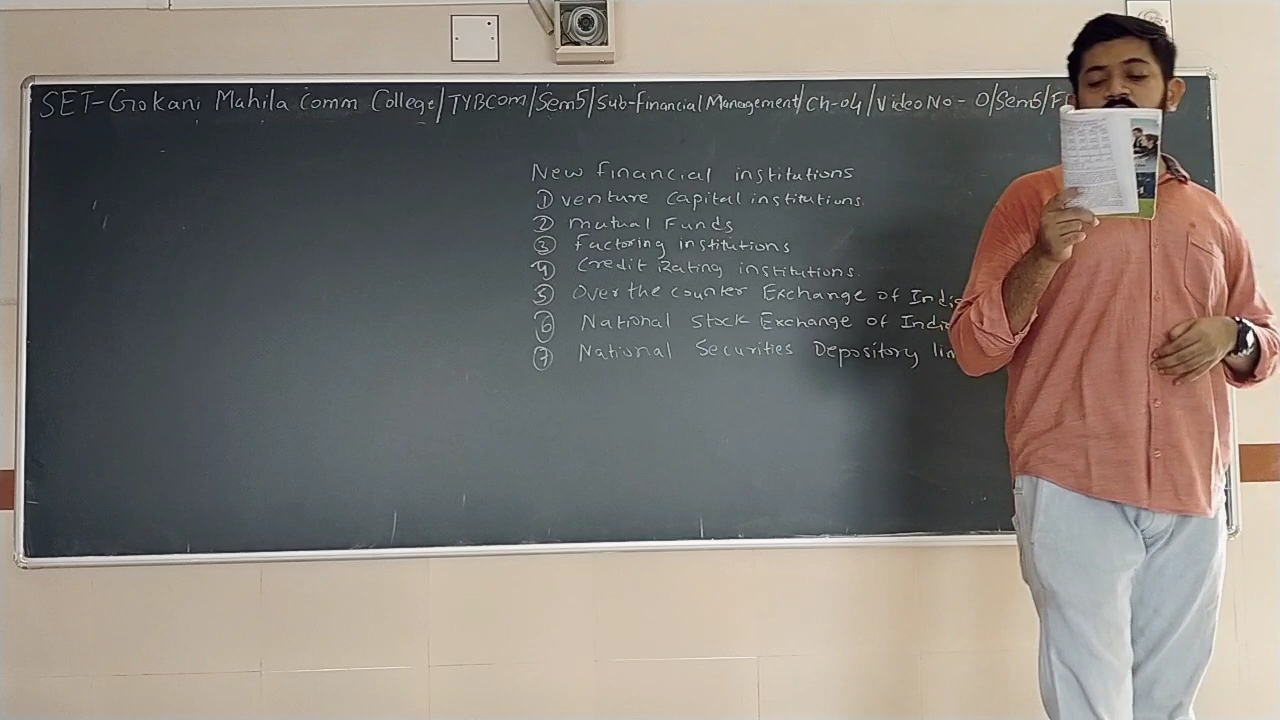 SET-Gokani Mahila Comm College/TYBCom/Sem5/Sub-Financial Management/Ch-04/Video No- 0/Sem5/F
New Financial institutions
① venture capital institutions.
② mutual Funds
③ factoring institutions
④ Credit Rating institutions.
⑤ Over the counter Exchange of India
⑥ National Stock Exchange of India
⑦ National Securities Depository lim